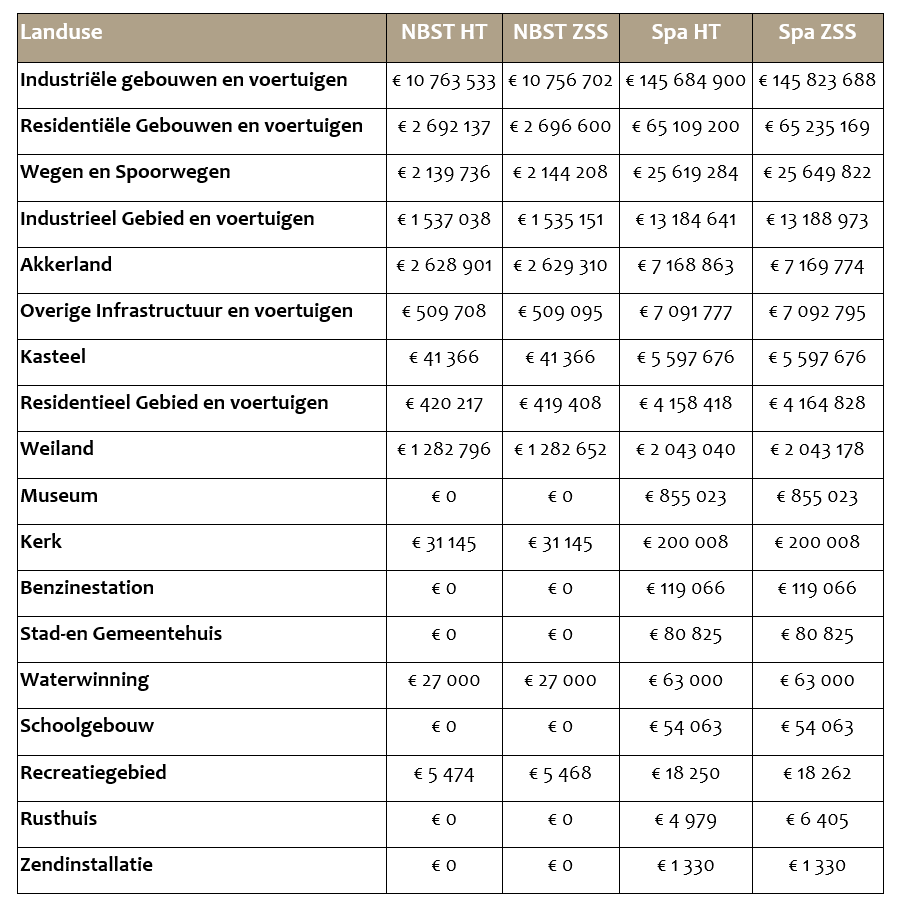 Landuse NBST HT NBST ZSS Spa HT Spa ZSS
Industriële gebouwen en voertuigen € 10 763 533 € 10 756 702 € 145 684 900 € 145 823 688
Residentiële Gebouwen en voertuigen € 2 692 137 € 2 696 600 € 65 109 200 € 65 235 169
Wegen en Spoorwegen € 2 139 736 € 2 144 208 € 25 619 284 € 25 649 822
Industrieel Gebied en voertuigen € 1 537 038 € 1 535 151 € 13 184 641 € 13 188 973
Akkerland € 2 628 901 € 2 629 310 € 7 168 863 € 7 169 774
Overige Infrastructuur en voertuigen € 509 708 € 509 095 € 7 091 777 € 7 092 795
Kasteel € 41 366 € 41 366 € 5 597 676 € 5 597 676
Residentieel Gebied en voertuigen € 420 217 € 419 408 € 4 158 418 € 4 164 828
Weiland € 1 282 796 € 1 282 652 € 2 043 040 € 2 043 178
Museum € 0 € 0 € 855 023 € 855 023
Kerk € 31 145 € 31 145 € 200 008 € 200 008
Benzinestation € 0 € 0 € 119 066 € 119 066
Stad-en Gemeentehuis € 0 € 0 € 80 825 € 80 825
Waterwinning € 27 000 € 27 000 € 63 000 € 63 000
Schoolgebouw € 0 € 0 € 54 063 € 54 063
Recreatiegebied € 5 474 € 5 468 € 18 250 € 18 262
Rusthuis € 0 € 0 € 4 979 € 6 405
Zendinstallatie € 0 € 0 € 1 330 € 1 330